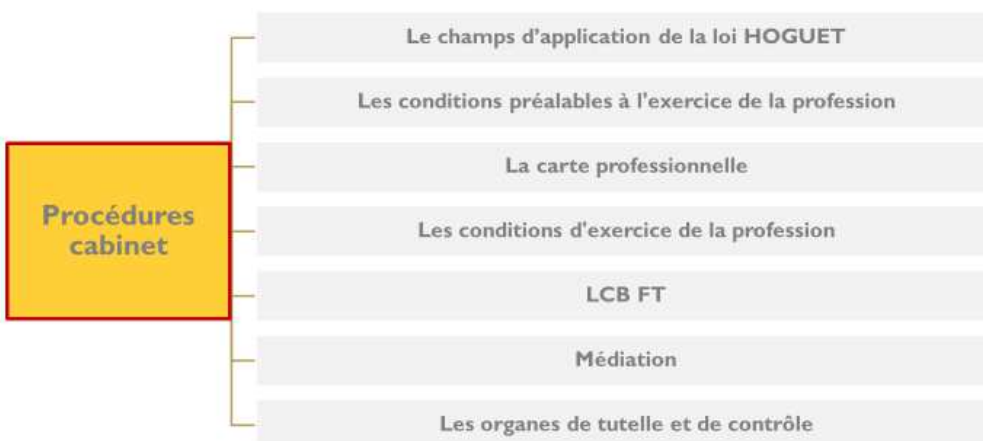 Procédures
cabinet
Le champs d'application de la loi HOGUET
Les conditions préalables à l'exercice de la profession
La carte professionnelle
Les conditions d'exercice de la profession
LCB FT
Médiation
Les organes de tutelle et de contrôle